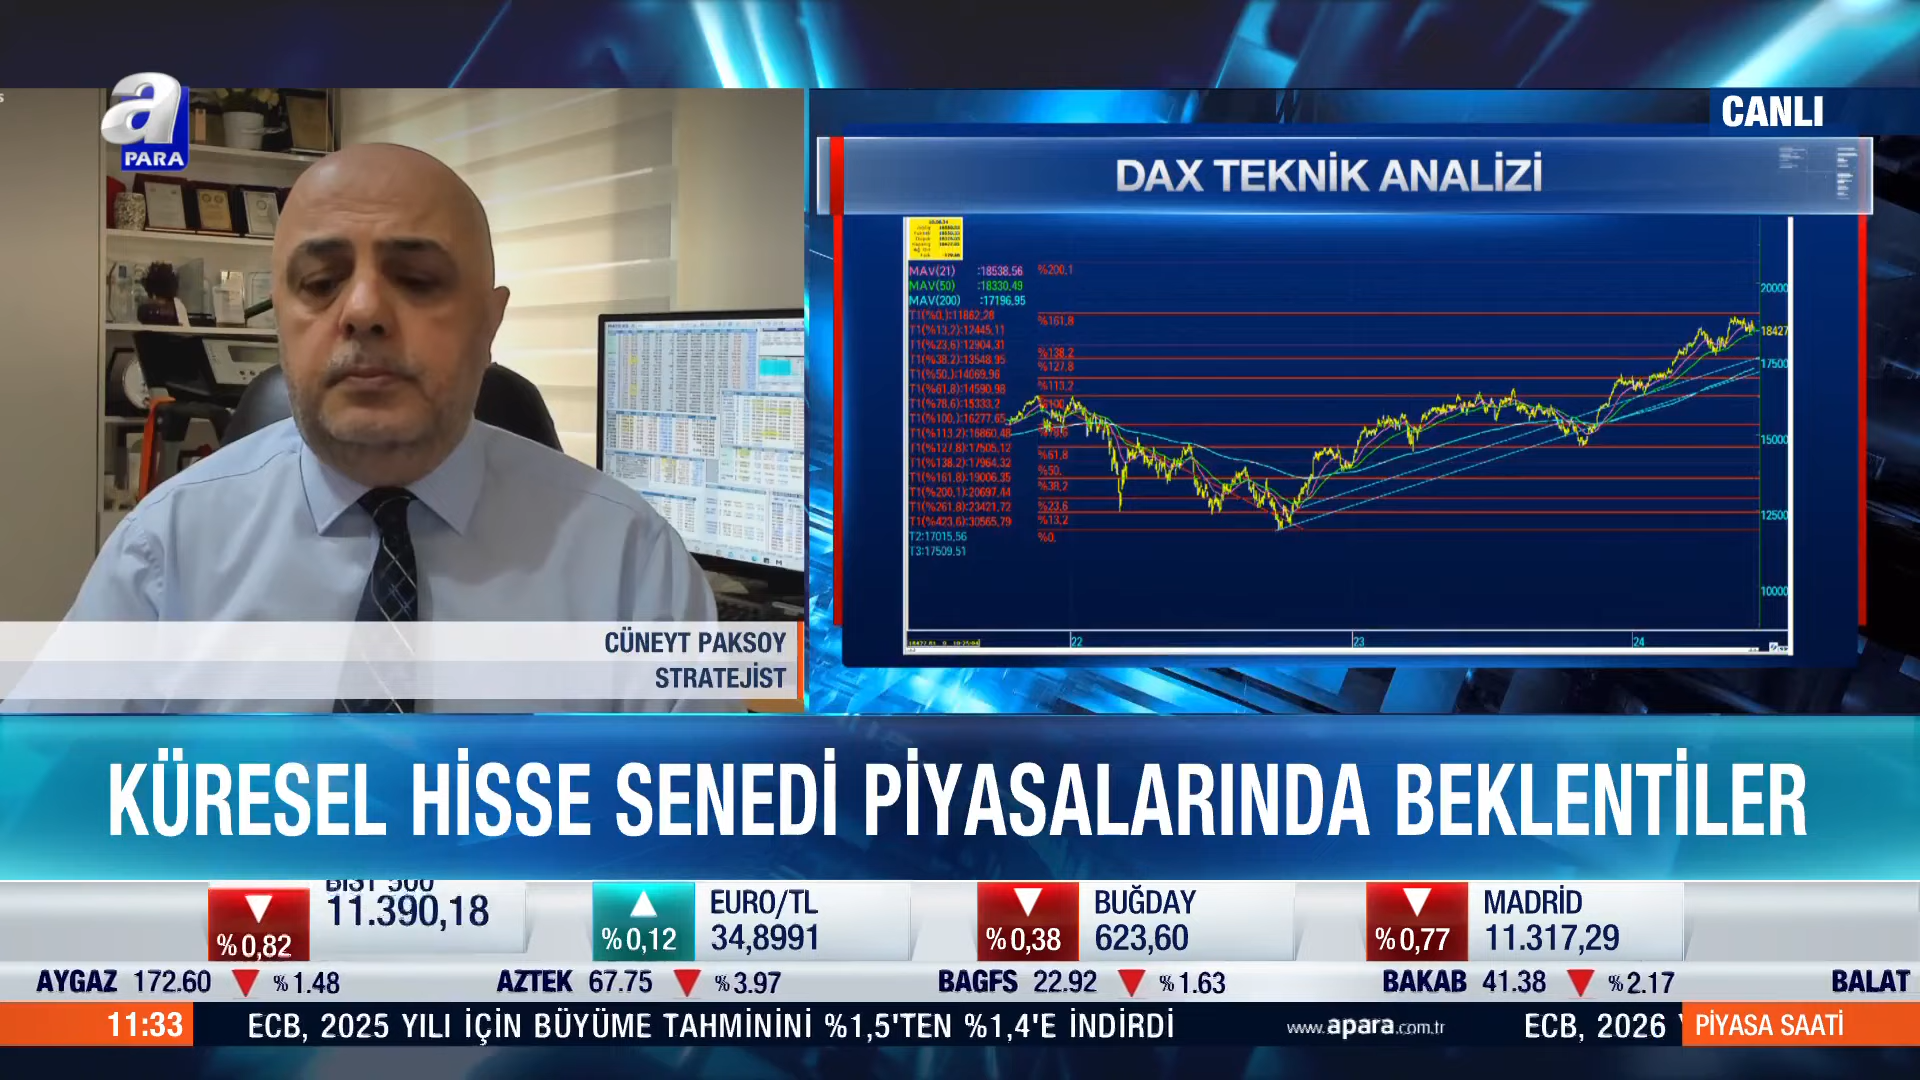 a
PARA
CANLI
DAX TEKNİK ANALİZİ
MAV(21) :18538,56
MAV(50) :18330,49
MAV(200) :17196,95
T1(%0,):11862,28
T1(%13,2):12445,11
T1(%23,6):12904,31
T1(%38,2):13548,95
T1(%50,):14069,96
T1(%61,8):14590,98
T1(%78,6):15333,2
T1(%100,):16277,65
T1(%113,2):16860,48
T1(%127,8):17505,12
T1(%138,2):17964,32
T1(%161,8):19006,35
T1(%200,1):20697,44
T1(%261,8):23421,72
T1(%423,6):30565,79
T2:17015,56
T3:17509,51
%200,1
%161,8
%138,2
%127,8
%113,2
%61,8
%50,
%38,2
%23,6
%13,2
%0,
20000
18427
17500
15000
12500
10000
22 23 24
CÜNEYT PAKSOY
STRATEJİST
KÜRESEL HİSSE SENEDİ PİYASALARINDA BEKLENTİLER
%0,82 BIST 500 11.390,18
%0,12 EURO/TL 34,8991
%0,38 BUĞDAY 623,60
%0,77 MADRİD 11.317,29
AYGAZ 172.60 %1.48 AZTEK 67.75 %3.97 BAGFS 22.92 %1.63 BAKAB 41.38 %2.17 BALAT
11:33 ECB, 2025 YILI İÇİN BÜYÜME TAHMİNİNİ %1,5'TEN %1,4'E İNDİRDİ www.apara.com.tr ECB, 2026 PİYASA SAATİ